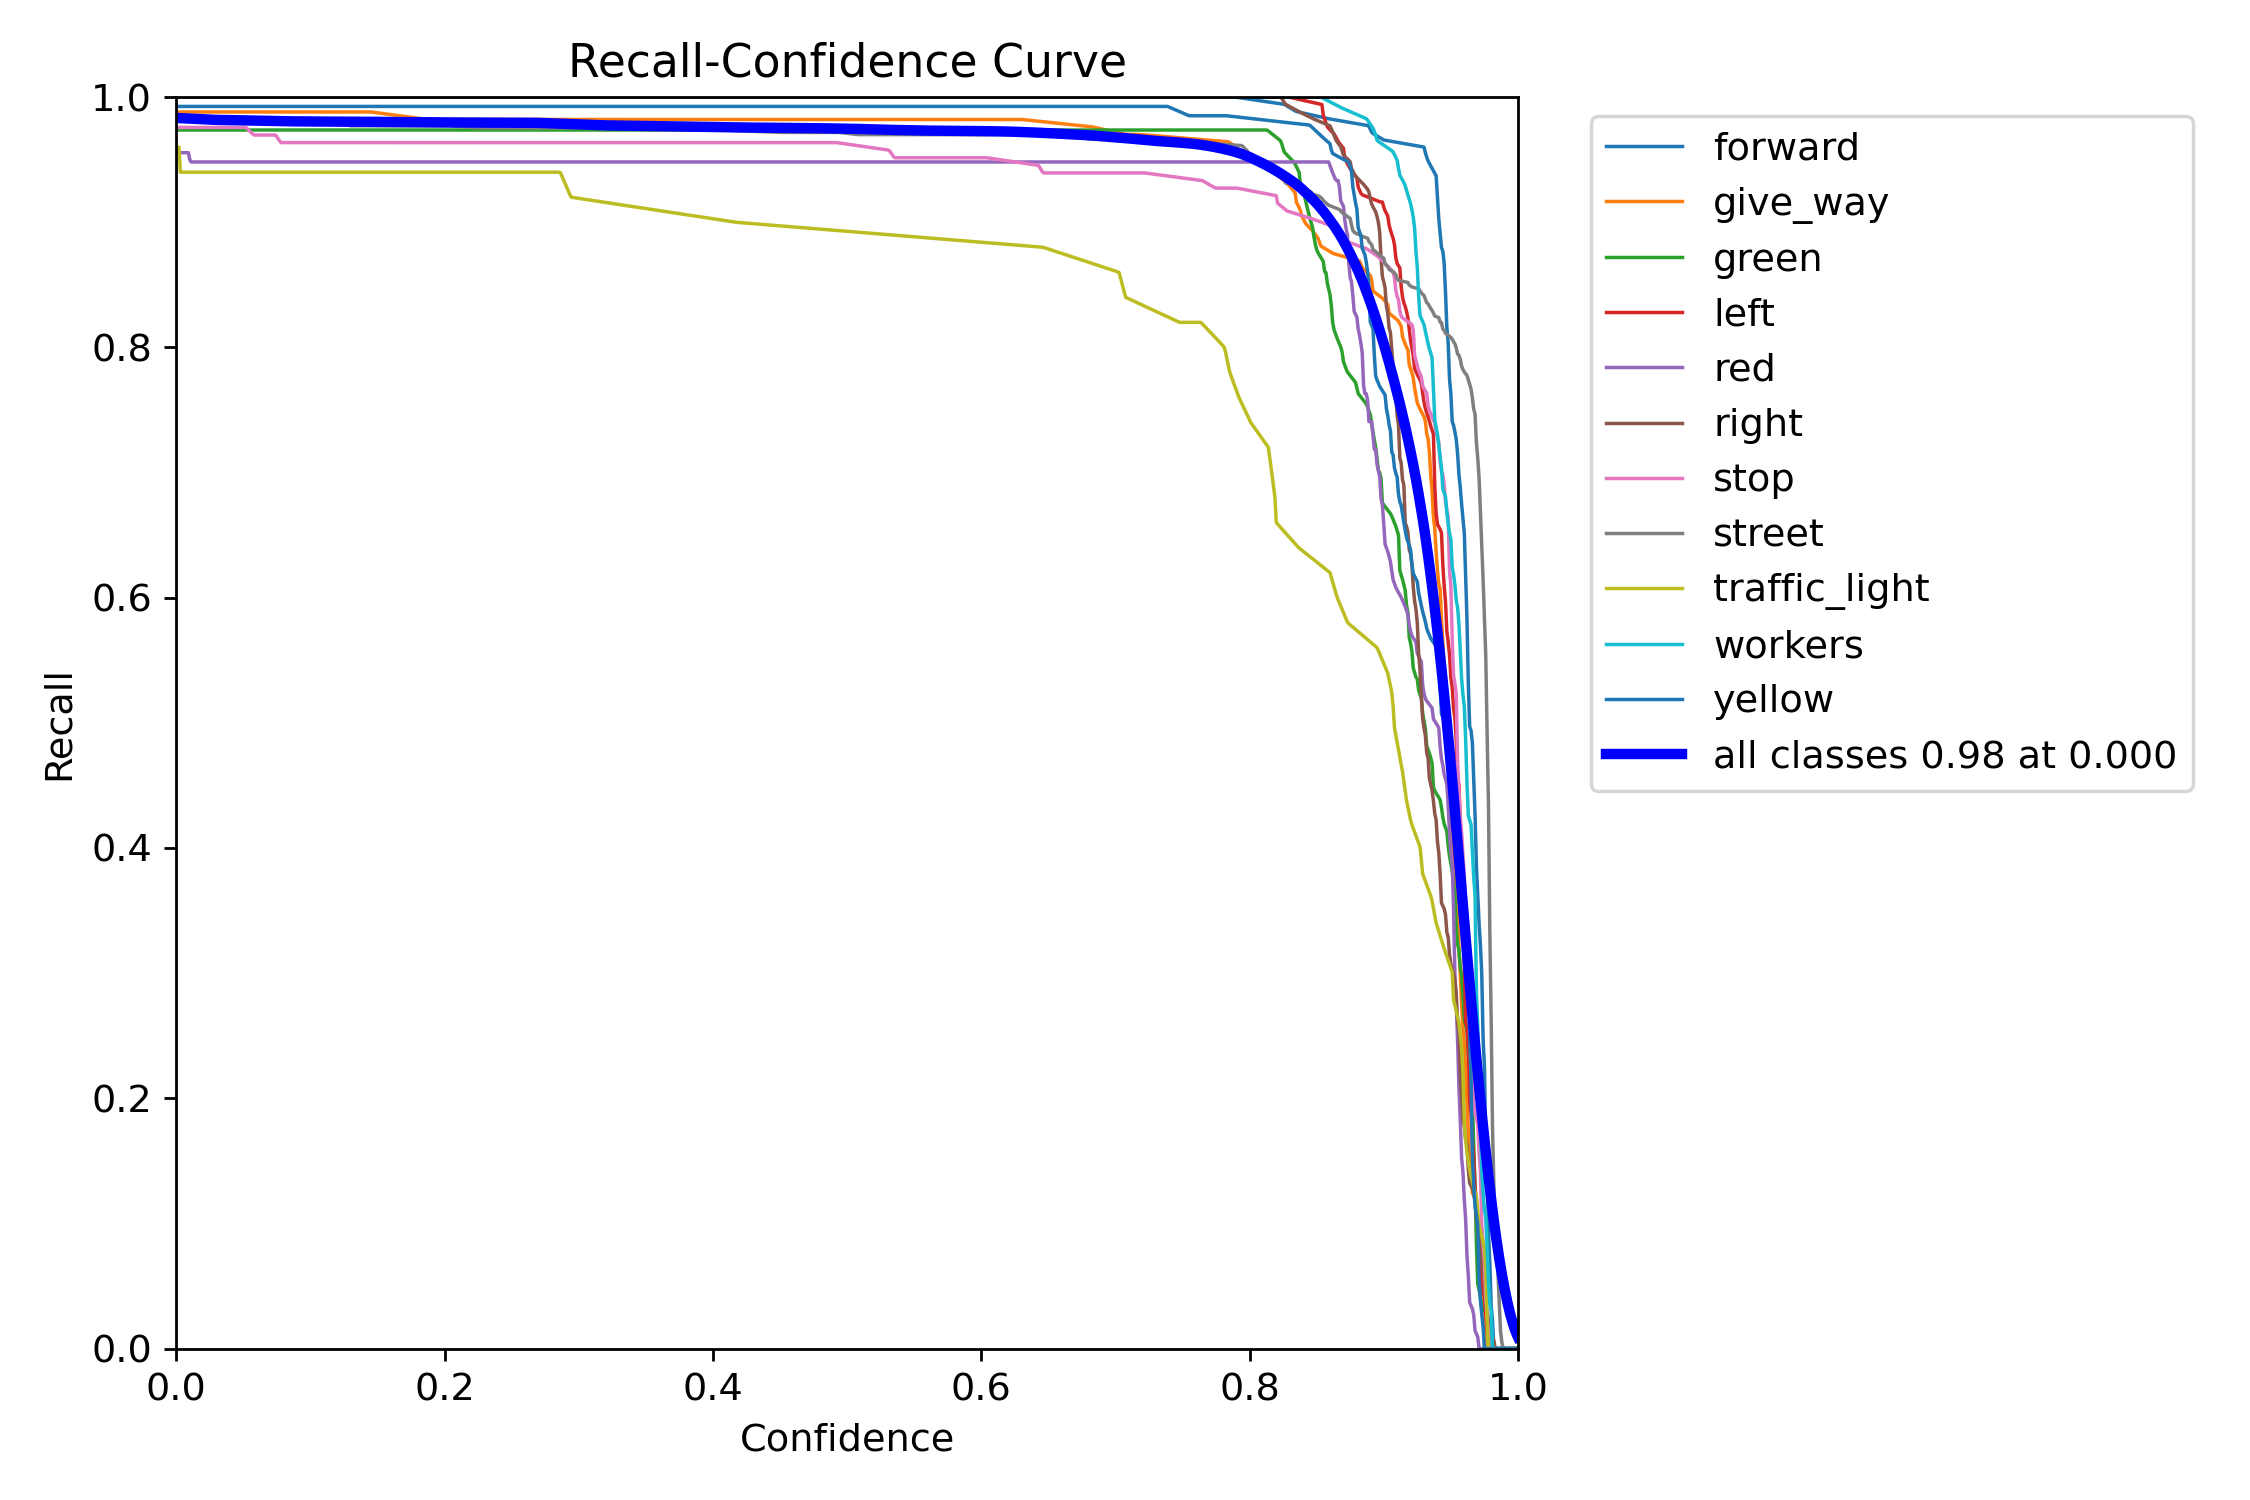 Recall-Confidence Curve
1.0
0.8
0.6
0.4
0.2
0.0
Recall
0.0 0.2 0.4 0.6 0.8 1.0
Confidence
forward
give_way
green
left
red
right
stop
street
traffic_light
workers
yellow
all classes 0.98 at 0.000